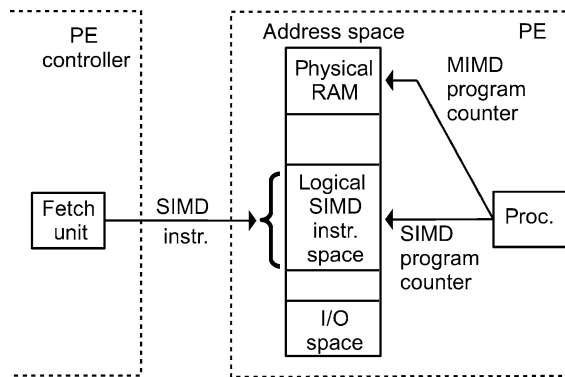 PE
controller
Address space
PE
Physical
RAM
MIMD
program
counter
Fetch
unit
SIMD
instr.
Logical
SIMD
instr.
space
SIMD
program
counter
Proc.
I/O
space